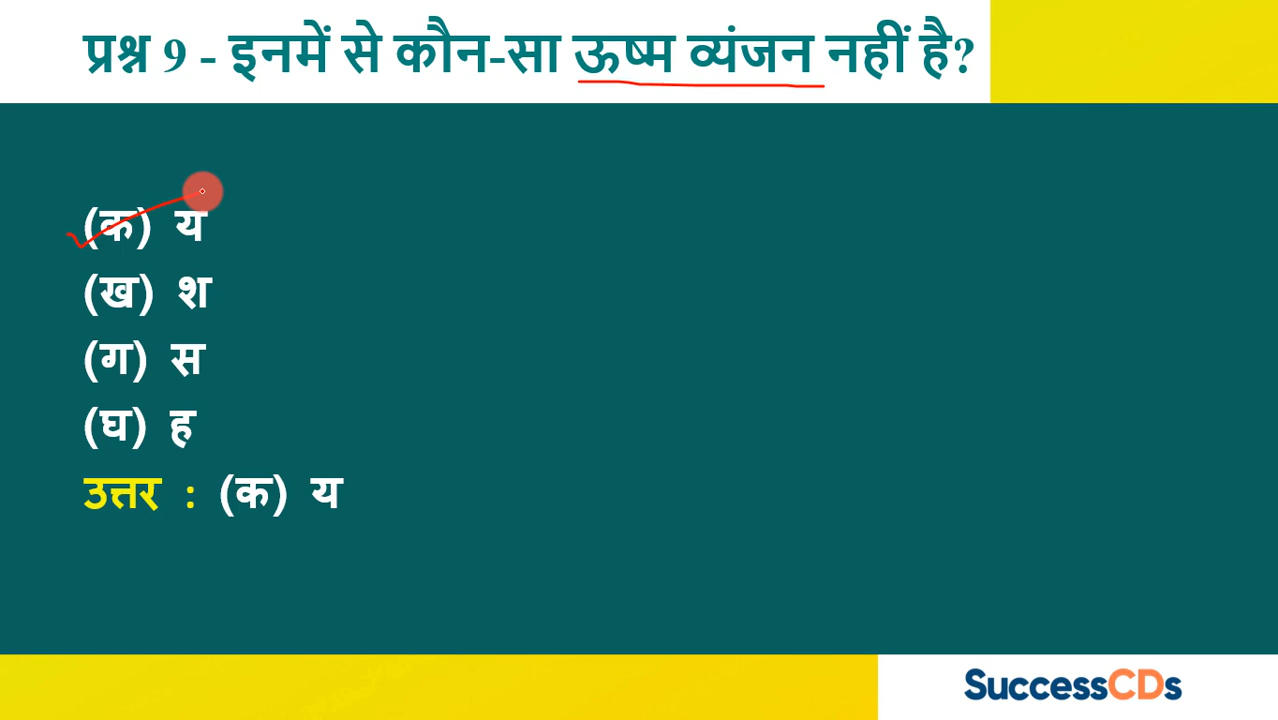 प्रश्न 9 - इनमें से कौन-सा ऊष्म व्यंजन नहीं है?
(क) य
(ख) श
(ग) स
(घ) ह
उत्तर : (क) य
SuccessCDs